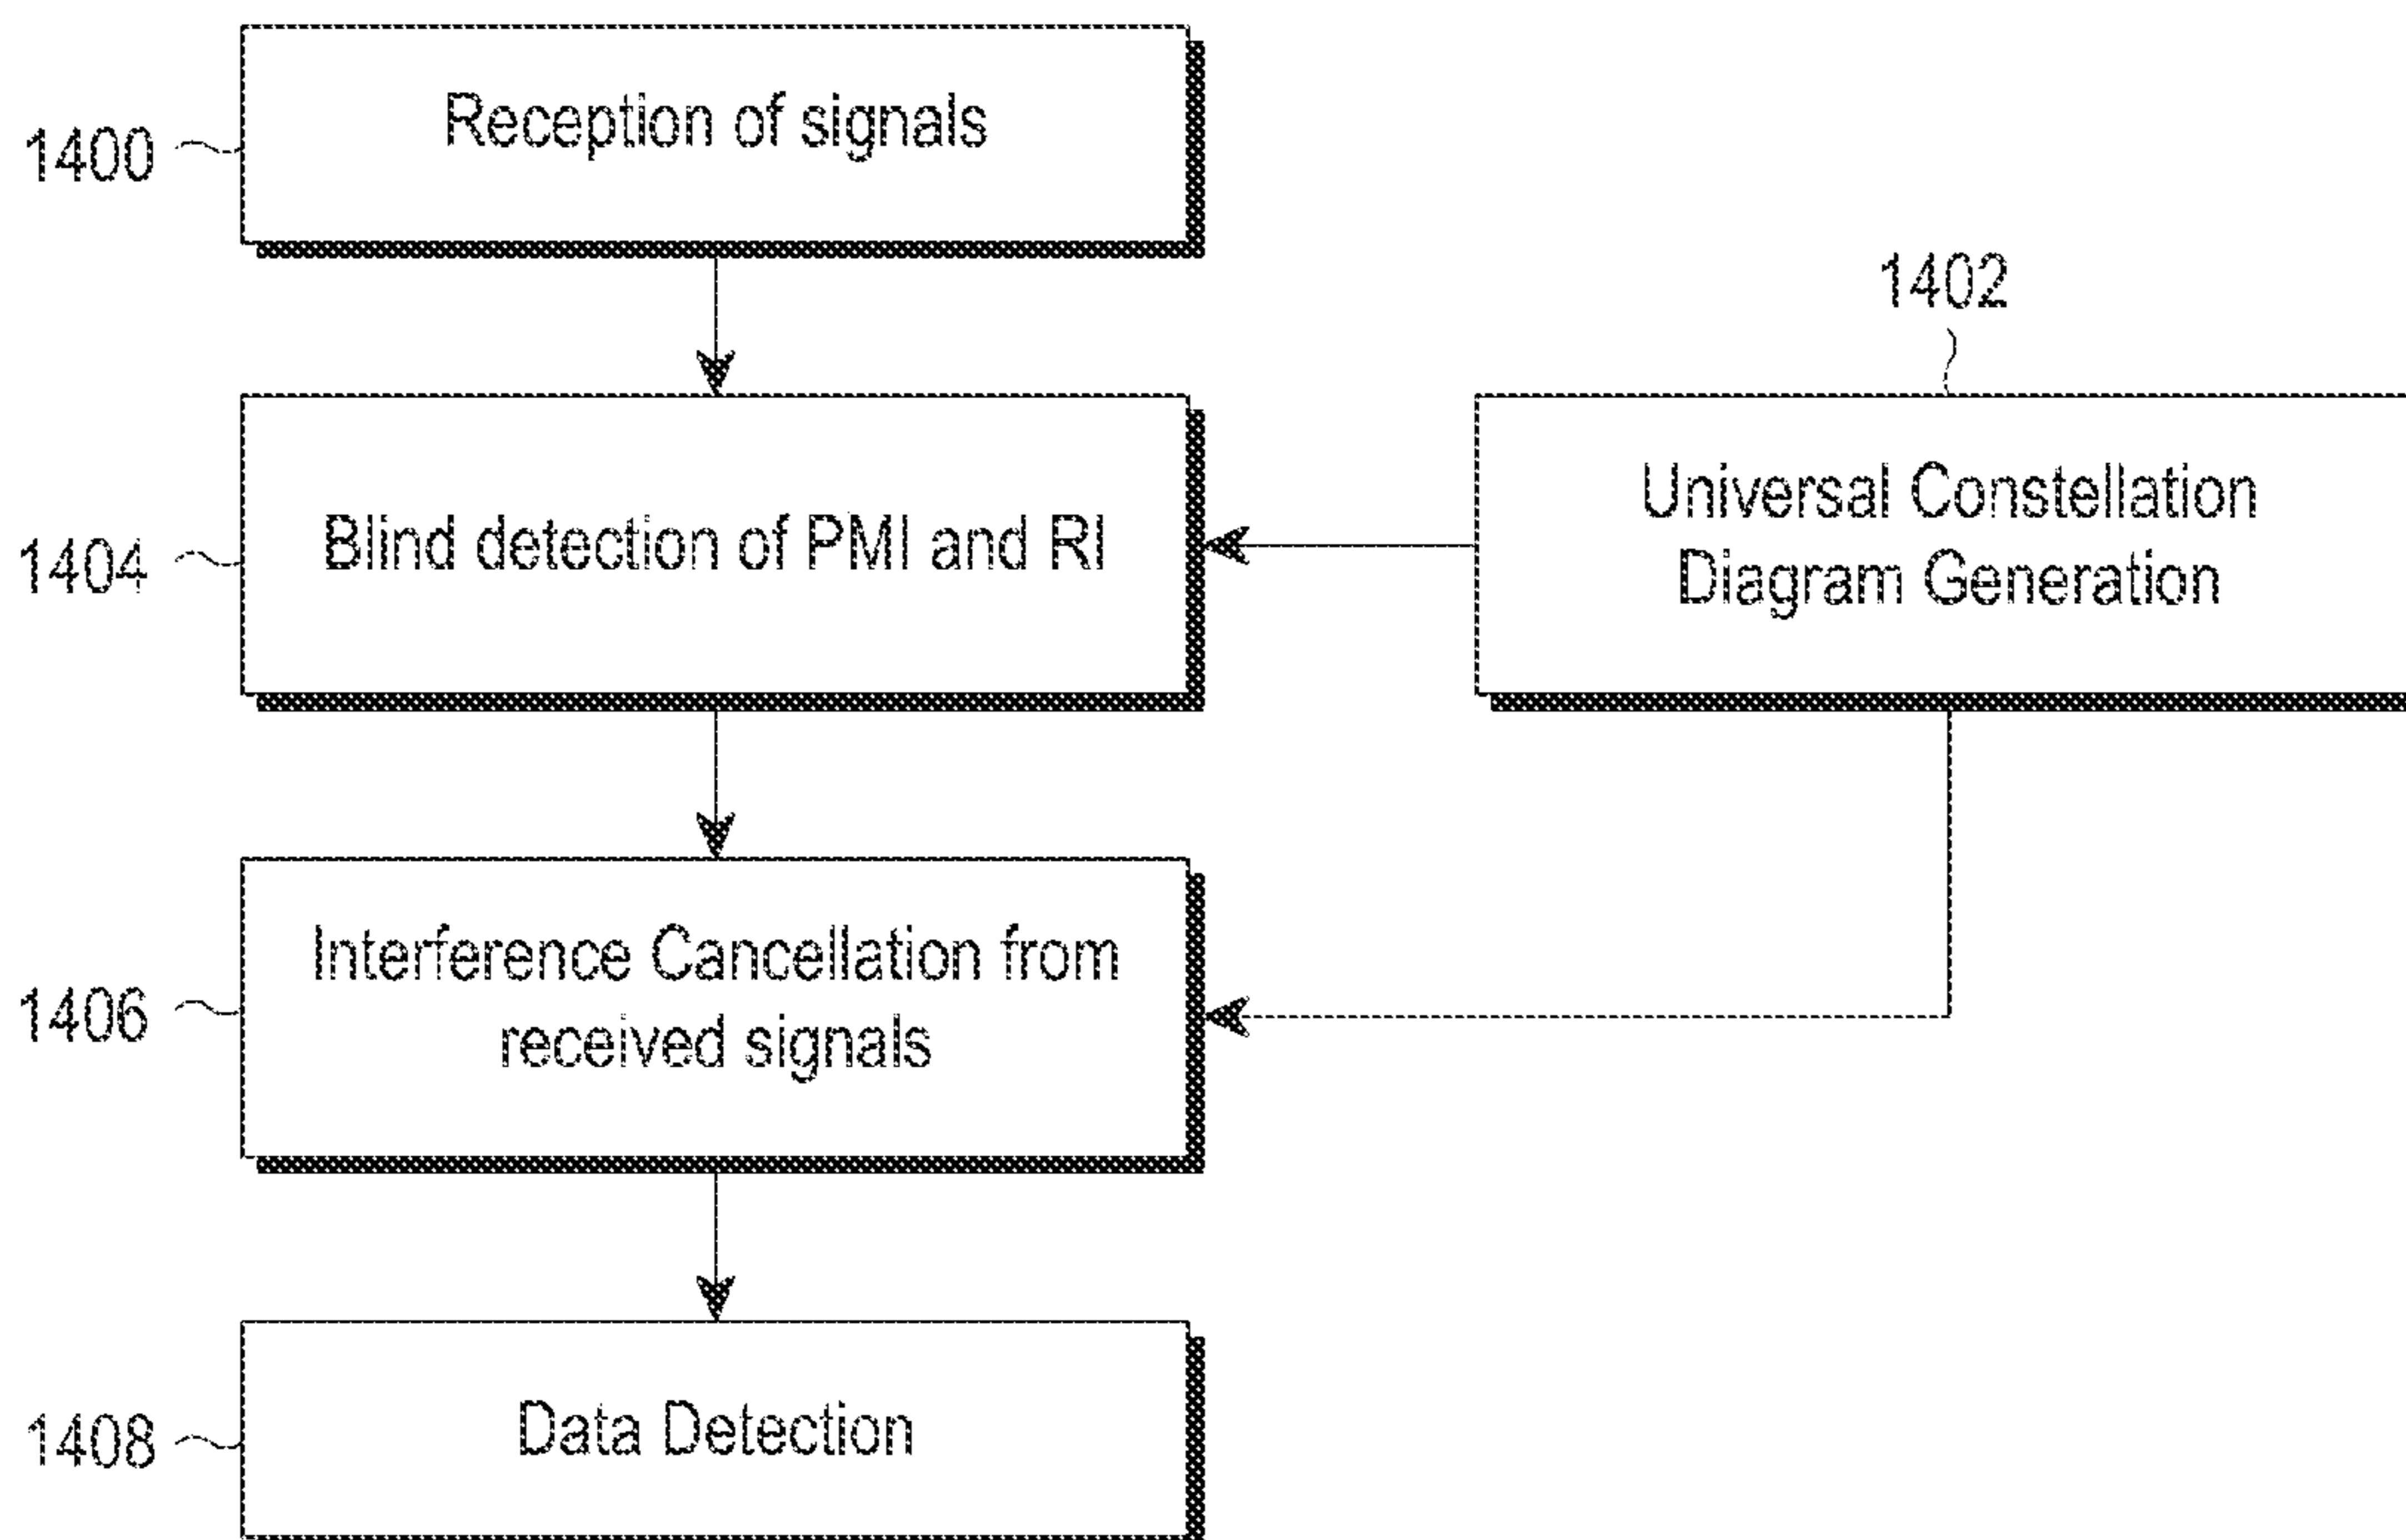 Reception of signals
1400
1402
Blind detection of PMI and RI
1404
Universal Constellation
Diagram Generation
Interference Cancellation from
received signals
1406
Data Detection
1408